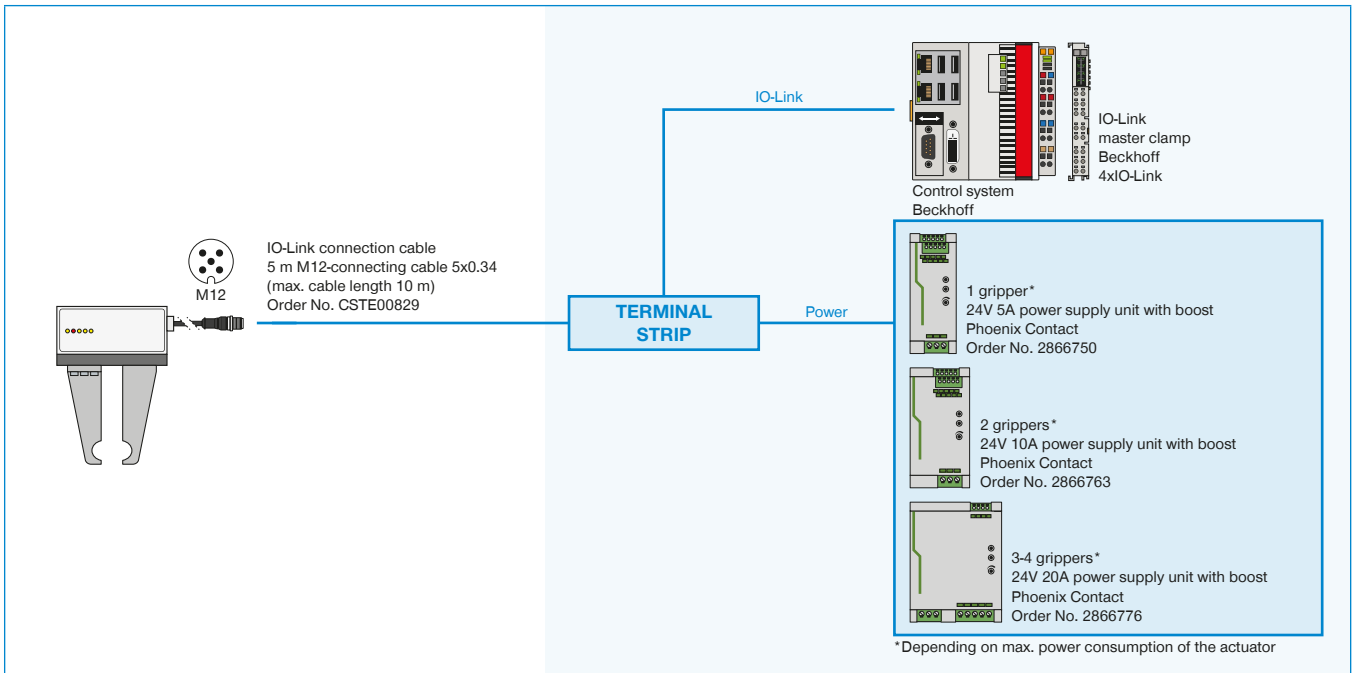 IO-Link
IO-Link
master clamp
Beckhoff
4xIO-Link
Control system
Beckhoff
M12
IO-Link connection cable
5 m M12-connecting cable 5x0.34
(max. cable length 10 m)
Order No. CSTE00829
TERMINAL
STRIP
Power
1 gripper*
24V 5A power supply unit with boost
Phoenix Contact
Order No. 2866750
2 grippers*
24V 10A power supply unit with boost
Phoenix Contact
Order No. 2866763
3-4 grippers*
24V 20A power supply unit with boost
Phoenix Contact
Order No. 2866776
*Depending on max. power consumption of the actuator